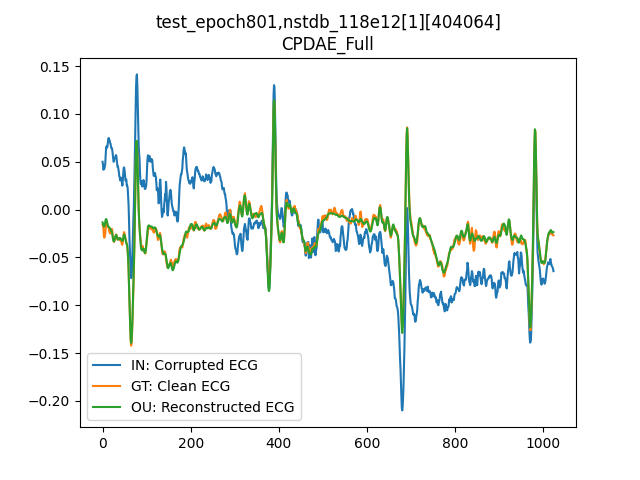 test_epoch801,nstdb_118e12[1][404064]
CPDAE_Full
0.15
0.10
0.05
0.00
−0.05
−0.10
−0.15
−0.20
IN: Corrupted ECG
GT: Clean ECG
OU: Reconstructed ECG
0 200 400 600 800 1000